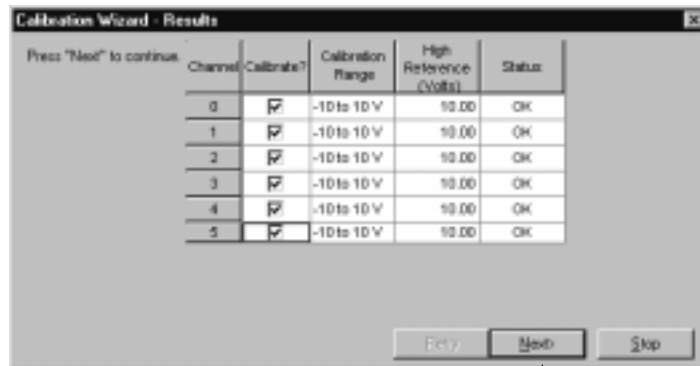 Calibration Wizard - Results
Press "Next" to continue.
Channel Calibrate? Calibration Range High Reference (Volts) Status
0 -10 to 10 V 10.00 OK
1 -10 to 10 V 10.00 OK
2 -10 to 10 V 10.00 OK
3 -10 to 10 V 10.00 OK
4 -10 to 10 V 10.00 OK
5 -10 to 10 V 10.00 OK
Retry Next> Stop